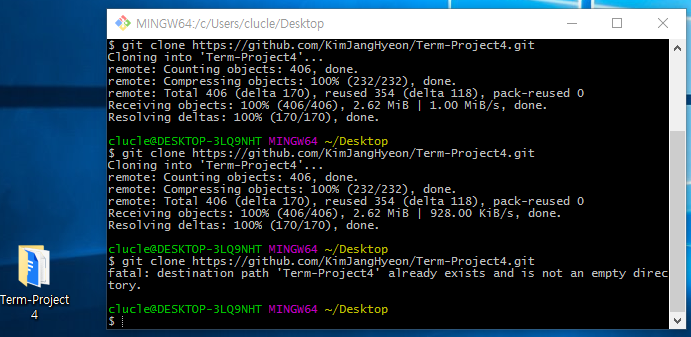 MINGW64:/c/Users/clucle/Desktop
$ git clone https://github.com/KimJangHyeon/Term-Project4.git
Cloning into 'Term-Project4'...
remote: Counting objects: 406, done.
remote: Compressing objects: 100% (232/232), done.
remote: Total 406 (delta 170), reused 354 (delta 118), pack-reused 0
Receiving objects: 100% (406/406), 2.62 MiB | 1.00 MiB/s, done.
Resolving deltas: 100% (170/170), done.
clucle@DESKTOP-3LQ9NHT MINGW64 ~/Desktop
$ git clone https://github.com/KimJangHyeon/Term-Project4.git
Cloning into 'Term-Project4'...
remote: Counting objects: 406, done.
remote: Compressing objects: 100% (232/232), done.
remote: Total 406 (delta 170), reused 354 (delta 118), pack-reused 0
Receiving objects: 100% (406/406), 2.62 MiB | 928.00 KiB/s, done.
Resolving deltas: 100% (170/170), done.
clucle@DESKTOP-3LQ9NHT MINGW64 ~/Desktop
$ git clone https://github.com/KimJangHyeon/Term-Project4.git
fatal: destination path 'Term-Project4' already exists and is not an empty direc
tory.
clucle@DESKTOP-3LQ9NHT MINGW64 ~/Desktop
$
Term-Project
4